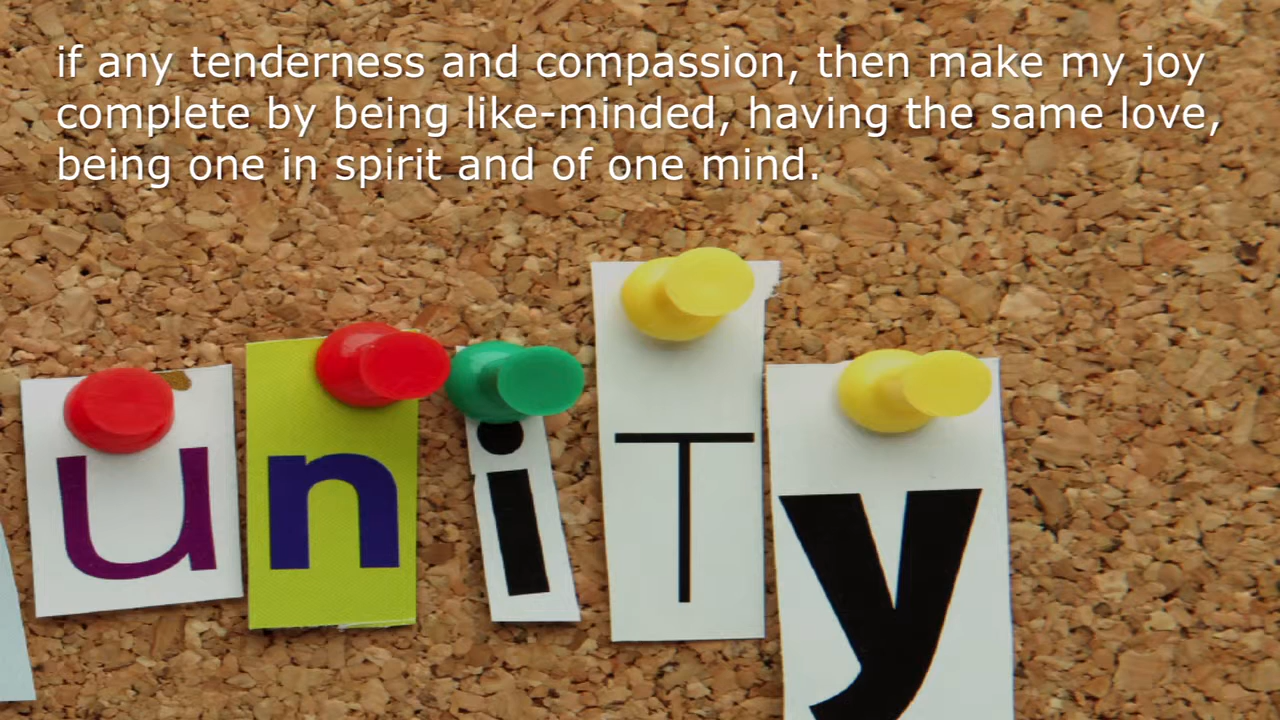 if any tenderness and compassion, then make my joy
complete by being like-minded, having the same love,
being one in spirit and of one mind.
uniTy